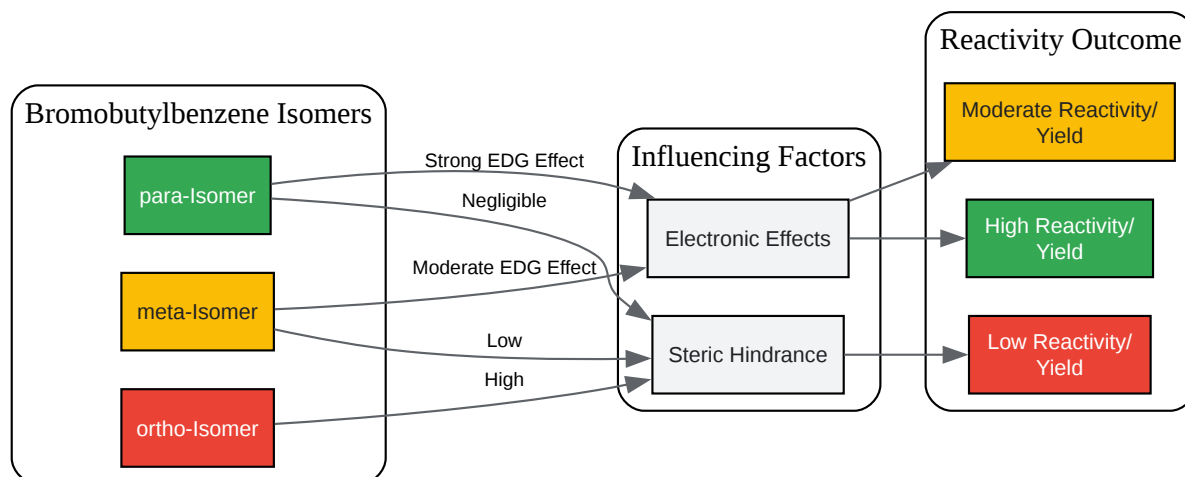 Bromobutylbenzene Isomers
para-Isomer
meta-Isomer
ortho-Isomer
Strong EDG Effect
Negligible
Moderate EDG Effect
Low
High
Influencing Factors
Electronic Effects
Steric Hindrance
Reactivity Outcome
Moderate Reactivity/
Yield
High Reactivity/
Yield
Low Reactivity/
Yield